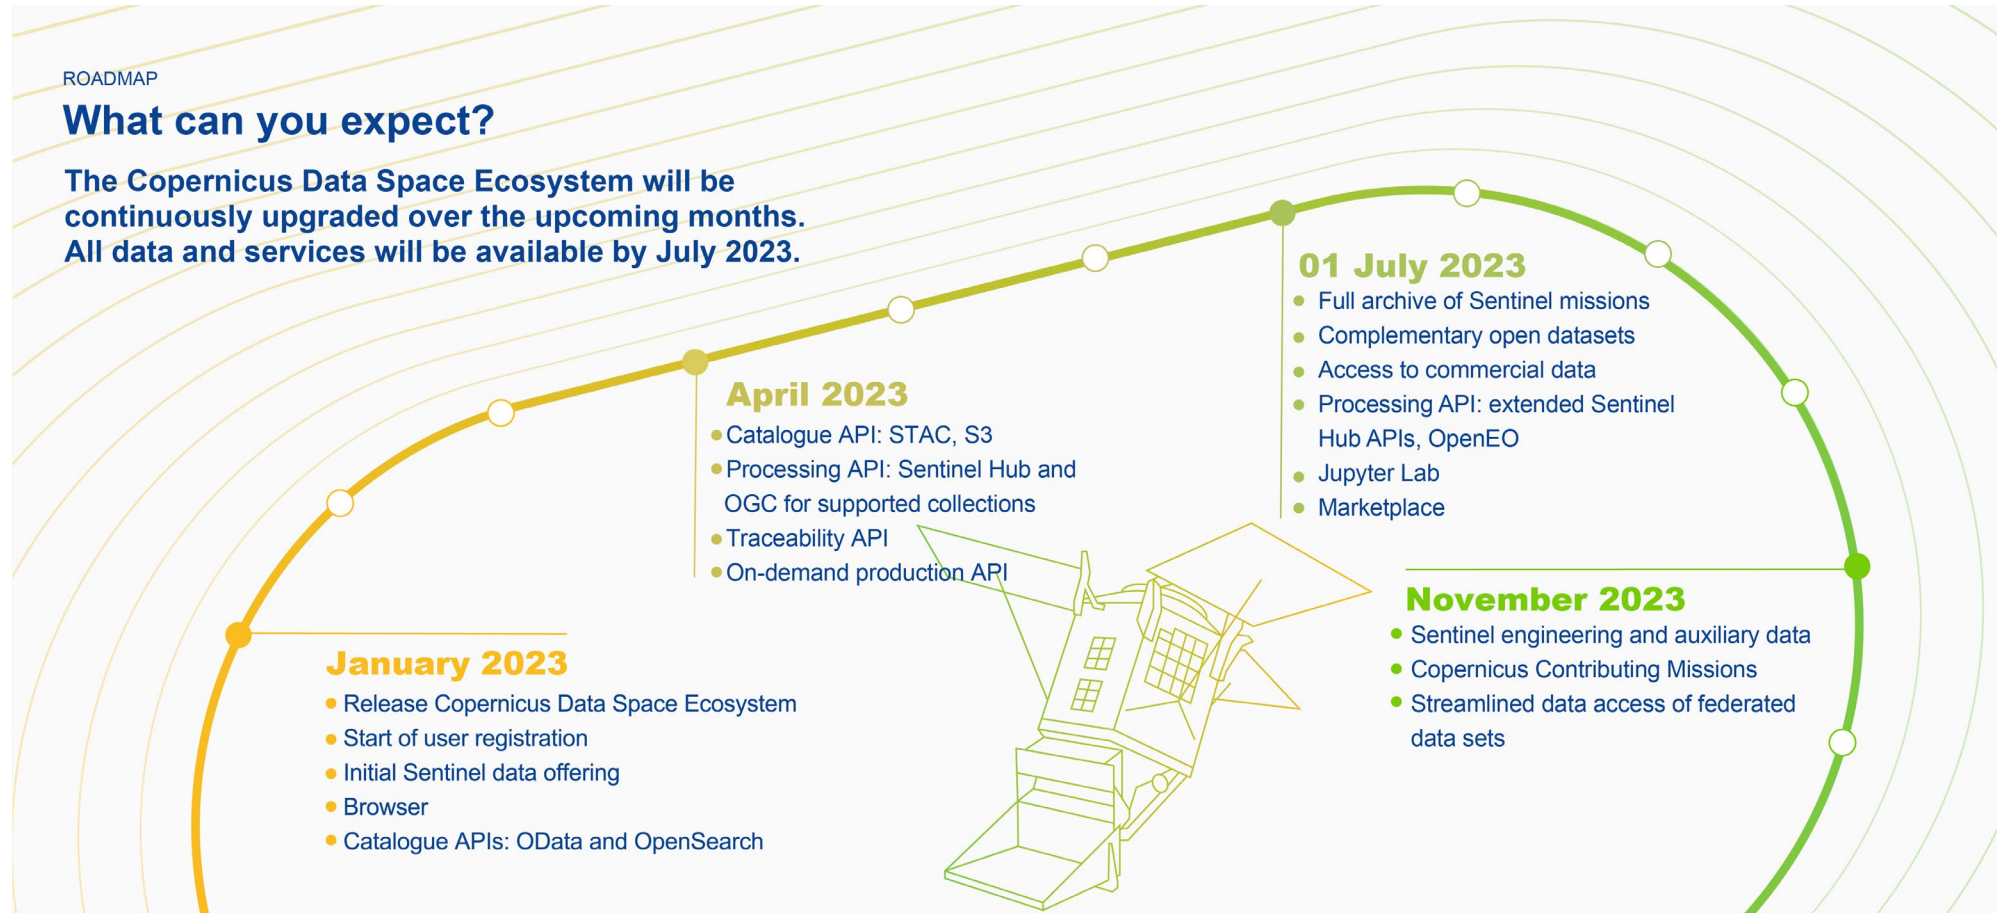 ROADMAP
What can you expect?
The Copernicus Data Space Ecosystem will be
continuously upgraded over the upcoming months.
All data and services will be available by July 2023.
January 2023
Release Copernicus Data Space Ecosystem
Start of user registration
Initial Sentinel data offering
Browser
Catalogue APIs: OData and OpenSearch
April 2023
Catalogue API: STAC, S3
Processing API: Sentinel Hub and
OGC for supported collections
Traceability API
On-demand production API
01 July 2023
Full archive of Sentinel missions
Complementary open datasets
Access to commercial data
Processing API: extended Sentinel
Hub APIs, OpenEO
Jupyter Lab
Marketplace
November 2023
Sentinel engineering and auxiliary data
Copernicus Contributing Missions
Streamlined data access of federated
data sets